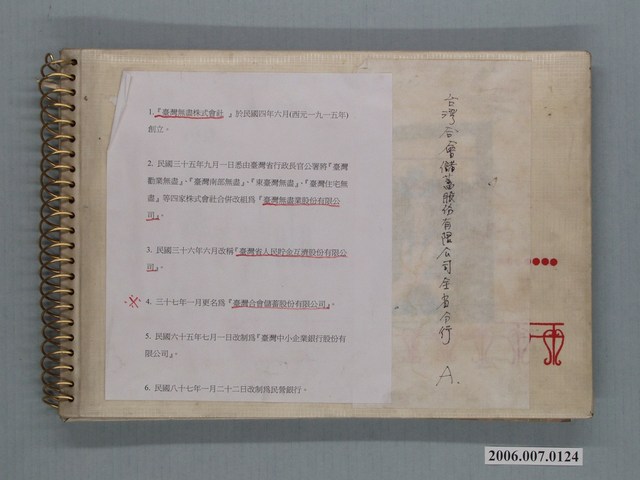 1.『臺灣無盡株式會社 』於民國四年六月(西元一九一五年)
創立。
2. 民國三十五年九月一日悉由臺灣省行政長官公署將『臺灣
勸業無盡』、『臺灣南部無盡』、『東臺灣無盡』、『臺灣住宅無
盡』等四家株式會社合併改組為『臺灣無盡業股份有限公
司』。
3. 民國三十六年六月改稱『臺灣省人民貯金互濟股份有限公
司』。
4. 三十七年一月更名為『臺灣合會儲蓄股份有限公司』。
5. 民國六十五年七月一日改制為『臺灣中小企業銀行股份有
限公司』。
6. 民國八十七年一月二十二日改制為民營銀行。
台灣合會儲蓄股份有限公司全省分行 A.
2006.007.0124